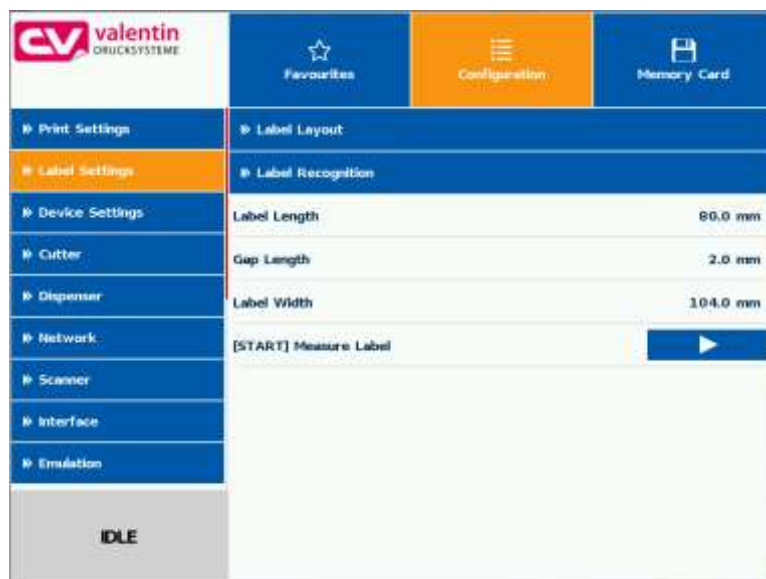 CV valentin
DRUCKSYSTEME
Favourites
Configuration
Memory Card
Print Settings
Label Settings
Device Settings
Cutter
Dispenser
Network
Scanner
Interface
Emulation
IDLE
Label Layout
Label Recognition
Label Length 80.0 mm
Gap Length 2.0 mm
Label Width 104.0 mm
[START] Measure Label